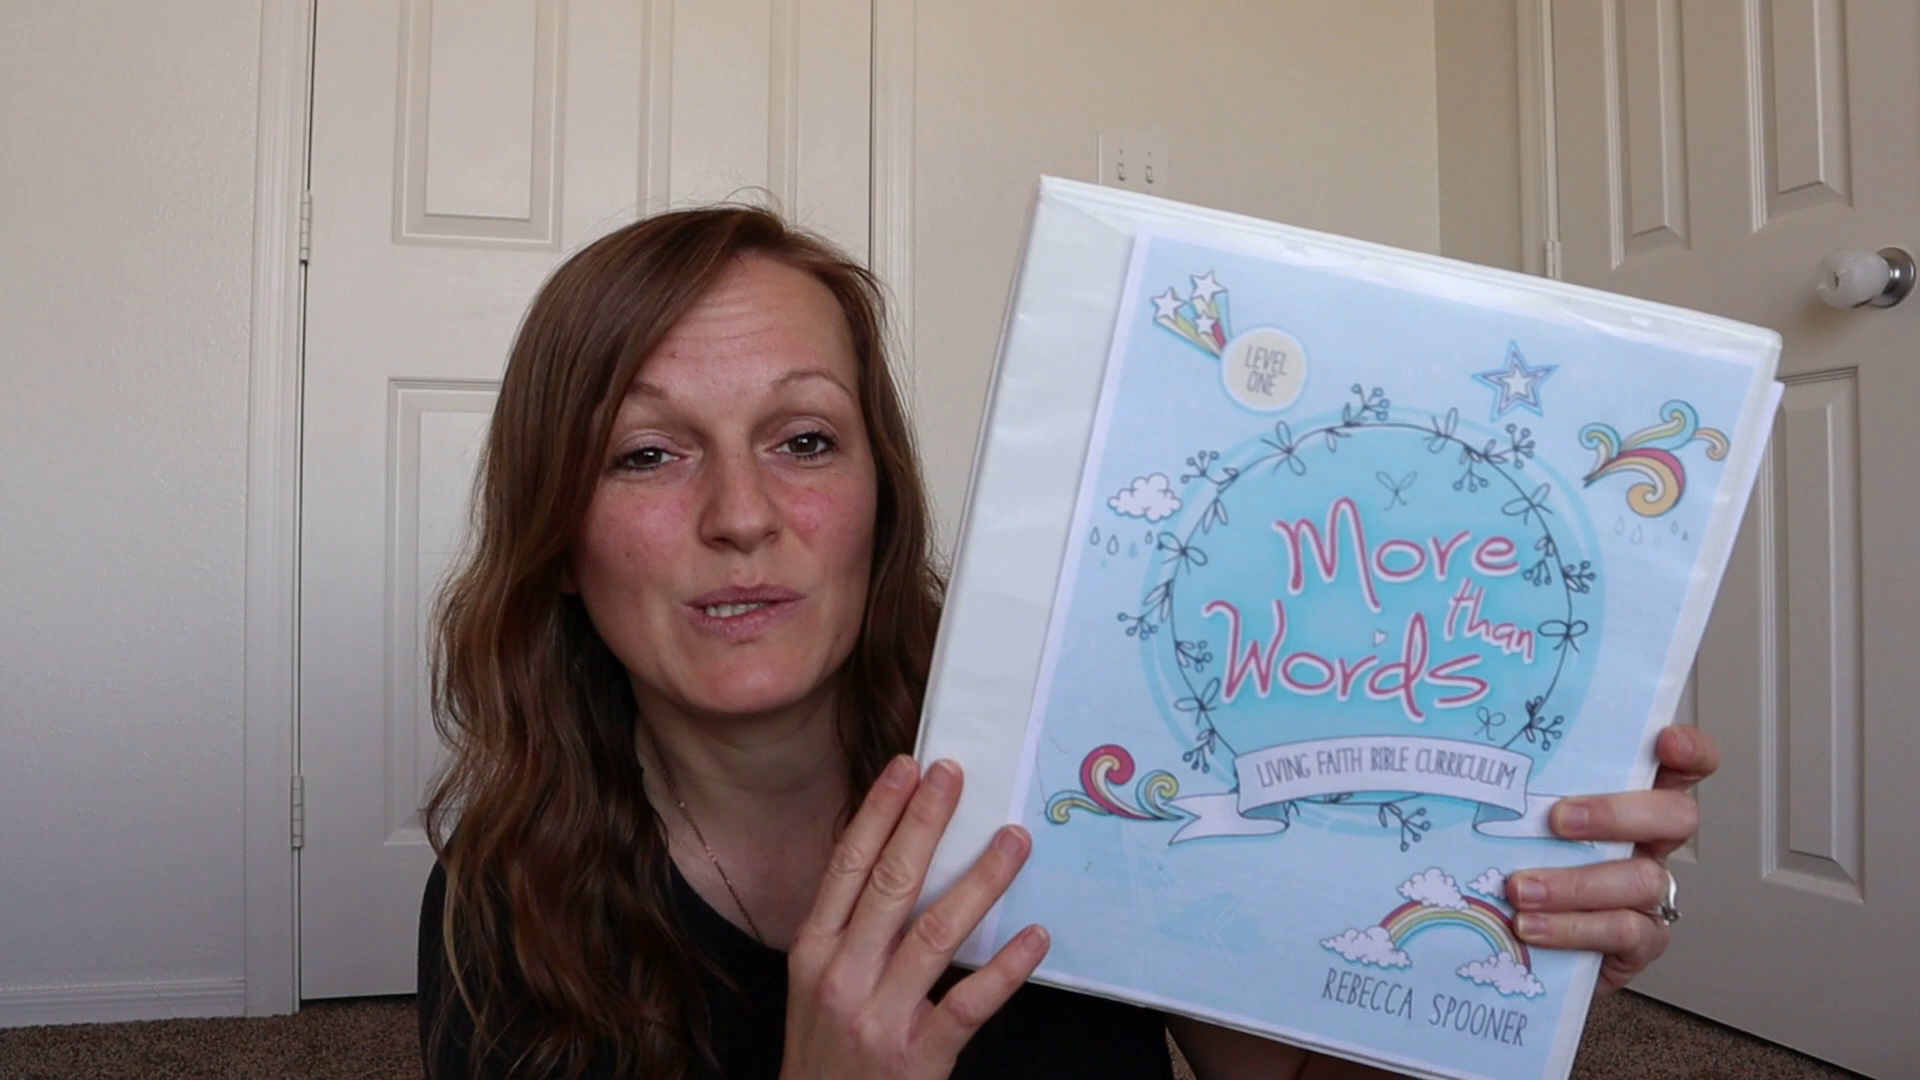 LEVEL
ONE
More
than
Words
LIVING FAITH BIBLE CURRICULUM
REBECCA SPOONER